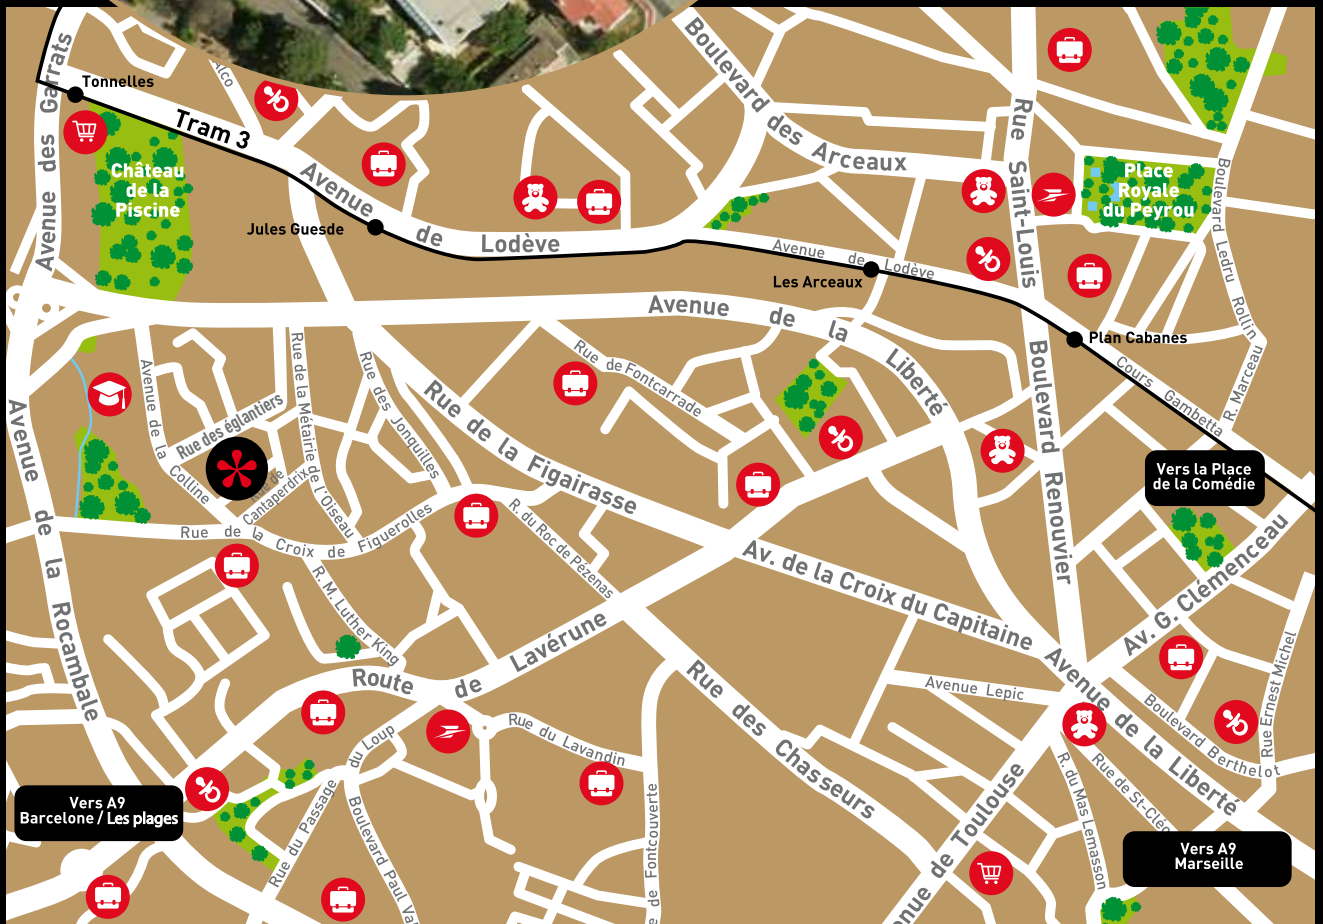 Avenue des Garrats
Tonnelles
Tram 3
Alco
Château
de la
Piscine
Jules Guesde
Avenue de Lodève
Boulevard des Arceaux
Rue Saint-Louis
Place
Royale
du Peyrou
Boulevard Ledru Rollin
Avenue de Lodève
Les Arceaux
Plan Cabanes
Cours Gambetta
R. Marceau
Avenue de la Liberté
Boulevard Renouvier
Rue de Fontcarrade
Rue de la Figairasse
Rue des Jonquilles
Rue de la Métairie de l'Oiseau
Avenue de la Colline
Rue des églantiers
Rue de
Cantaperdrix
Avenue de la Rocambale
Rue de la Croix de Figuerolles
R. du Roc de Pézenas
R. M. Luther King
Vers la Place
de la Comédie
Av. de la Croix du Capitaine
Av. G. Clémenceau
Route de Lavérune
Rue des Chasseurs
Avenue Lepic
Avenue de la Liberté
Boulevard Berthelot
Rue Ernest Michel
Rue du Lavandin
Rue du Passage du Loup
Boulevard Paul Va
e de Fontcouverte
enue de Toulouse
R. du Mas Lemasson
Rue de St-Cléo
Vers A9
Barcelone / Les plages
Vers A9
Marseille